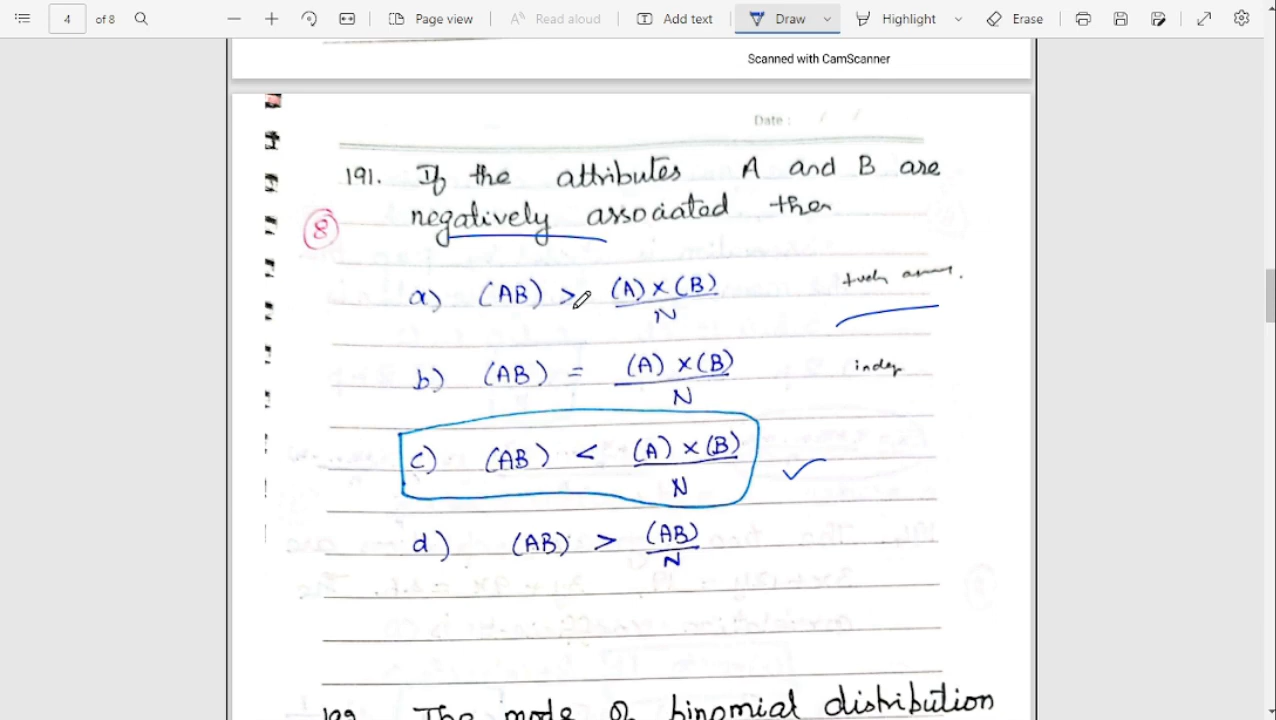 4 of 8 Page view Read aloud Add text Draw Highlight Erase
Scanned with CamScanner
Date : / /
191. If the attributes A and B are
8 negatively associated then
a) (AB) > (A) × (B)
N
b) (AB) = (A) × (B)
N
indep
c) (AB) < (A) × (B)
N
d) (AB) > (AB)
N
The mode of binomial distribution